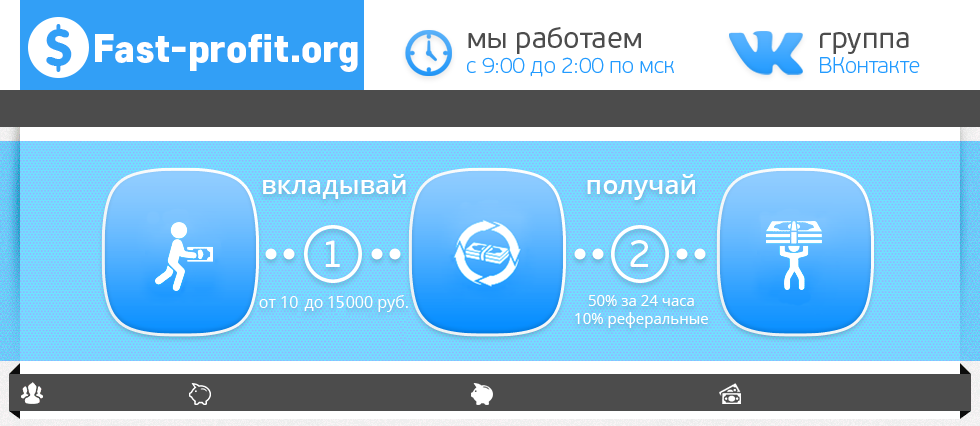 $ Fast-profit.org
мы работаем
с 9:00 до 2:00 по мск
группа
ВКонтакте
вкладывай
1
от 10 до 15000 руб.
получай
2
50% за 24 часа
10% реферальные